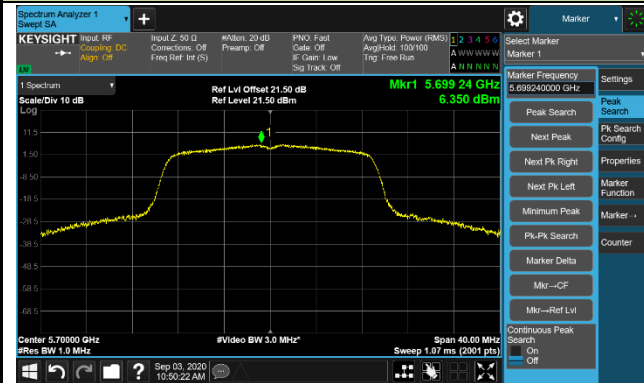 Spectrum Analyzer 1
Swept SA
Marker
KEYSIGHT Input: RF
Coupling: DC
Align: Off
Input Z: 50 Ω
Corrections: Off
Freq Ref: Int (S)
#Atten: 20 dB
Preamp: Off
PNO: Fast
Gate: Off
IF Gain: Low
Sig Track: Off
Avg Type: Power (RMS)
Avg|Hold: 100/100
Trig: Free Run
1 2 3 4 5 6
A W W W W W
A N N N N N
Select Marker
Marker 1
1 Spectrum
Scale/Div 10 dB
Log
Ref Lvl Offset 21.50 dB
Ref Level 21.50 dBm
Mkr1 5.699 24 GHz
6.350 dBm
1
11.5
1.50
-8.50
-18.5
-28.5
-38.5
-48.5
-58.5
-68.5
Center 5.70000 GHz
#Res BW 1.0 MHz
#Video BW 3.0 MHz*
Span 40.00 MHz
Sweep 1.07 ms (2001 pts)
Marker Frequency
5.699240000 GHz
Peak Search
Next Peak
Next Pk Right
Next Pk Left
Minimum Peak
Pk-Pk Search
Marker Delta
Mkr→CF
Mkr→Ref Lvl
Continuous Peak
Search
On
Off
Settings
Peak
Search
Pk Search
Config
Properties
Marker
Function
Marker→
Counter
Sep 03, 2020
10:50:22 AM